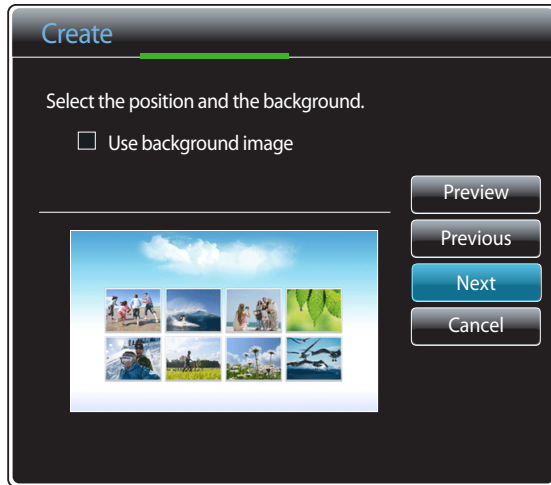 Create
Select the position and the background.
Use background image
Preview
Previous
Next
Cancel